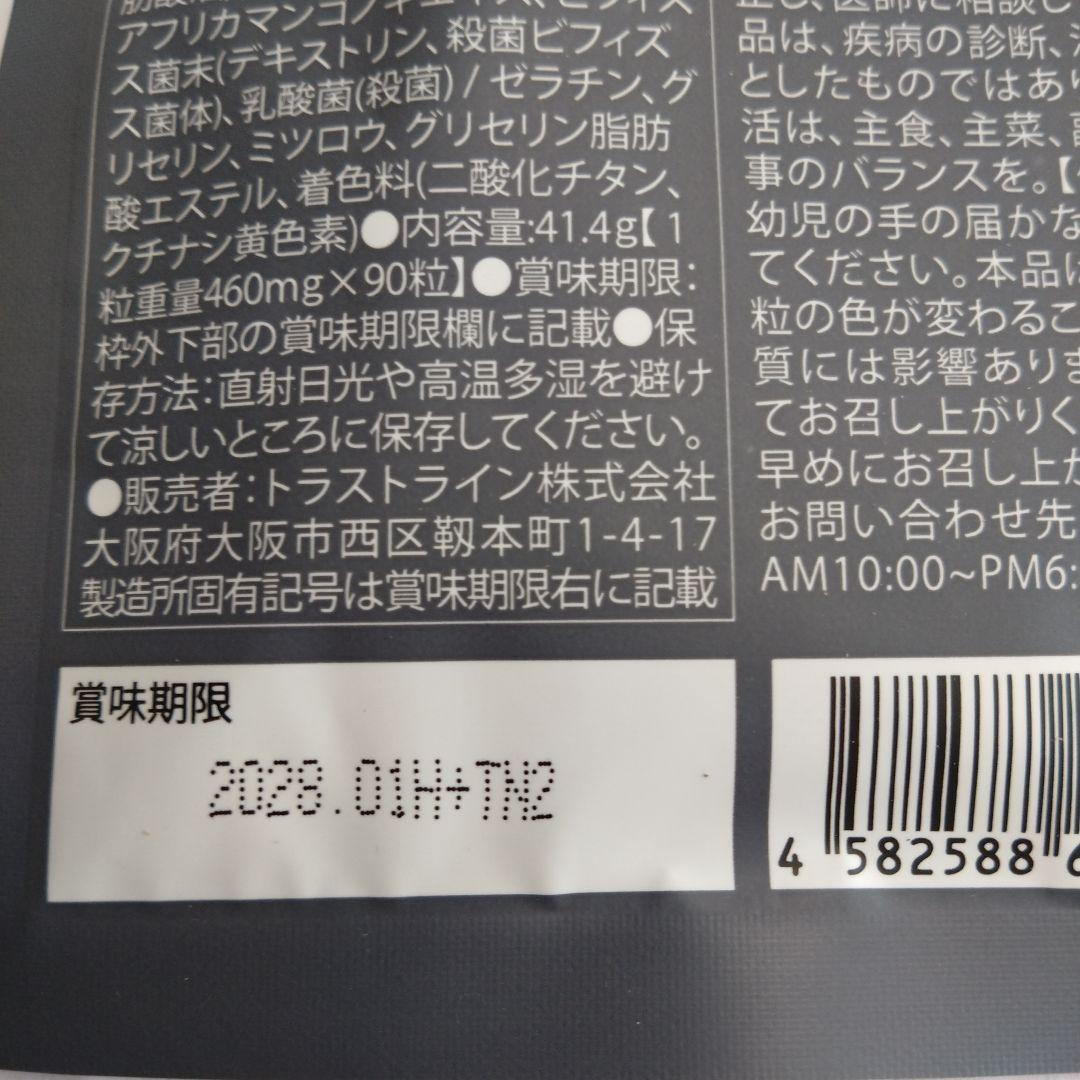 アフリカマンゴノキエキス、ビフィズ
ス菌末(デキストリン、殺菌ビフィズ
ス菌体)、乳酸菌(殺菌) / ゼラチン、グ
リセリン、ミツロウ、グリセリン脂肪
酸エステル、着色料(二酸化チタン、
クチナシ黄色素)●内容量:41.4g【1
粒重量460mg×90粒】●賞味期限:
枠外下部の賞味期限欄に記載●保
存方法:直射日光や高温多湿を避け
て涼しいところに保存してください。
●販売者:トラストライン株式会社
大阪府大阪市西区靱本町1-4-17
製造所固有記号は賞味期限右に記載
賞味期限
2028.01H+TN2
品は、疾病の診断、
としたものではあ
活は、主食、主菜、
事のバランスを。【
幼児の手の届かな
てください。本品は
粒の色が変わるこ
質には影響ありま
てお召し上がりく
早めにお召し上が
お問い合わせ先
AM10:00~PM6:
4 582588 6